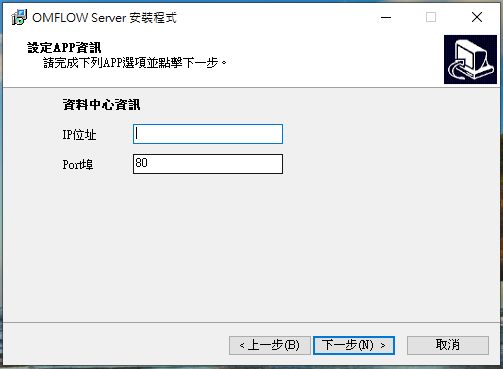 OMFLOW Server 安裝程式
設定APP資訊
請完成下列APP選項並點擊下一步。
資料中心資訊
IP位址
Port埠 80
< 上一步(B) 下一步(N) > 取消